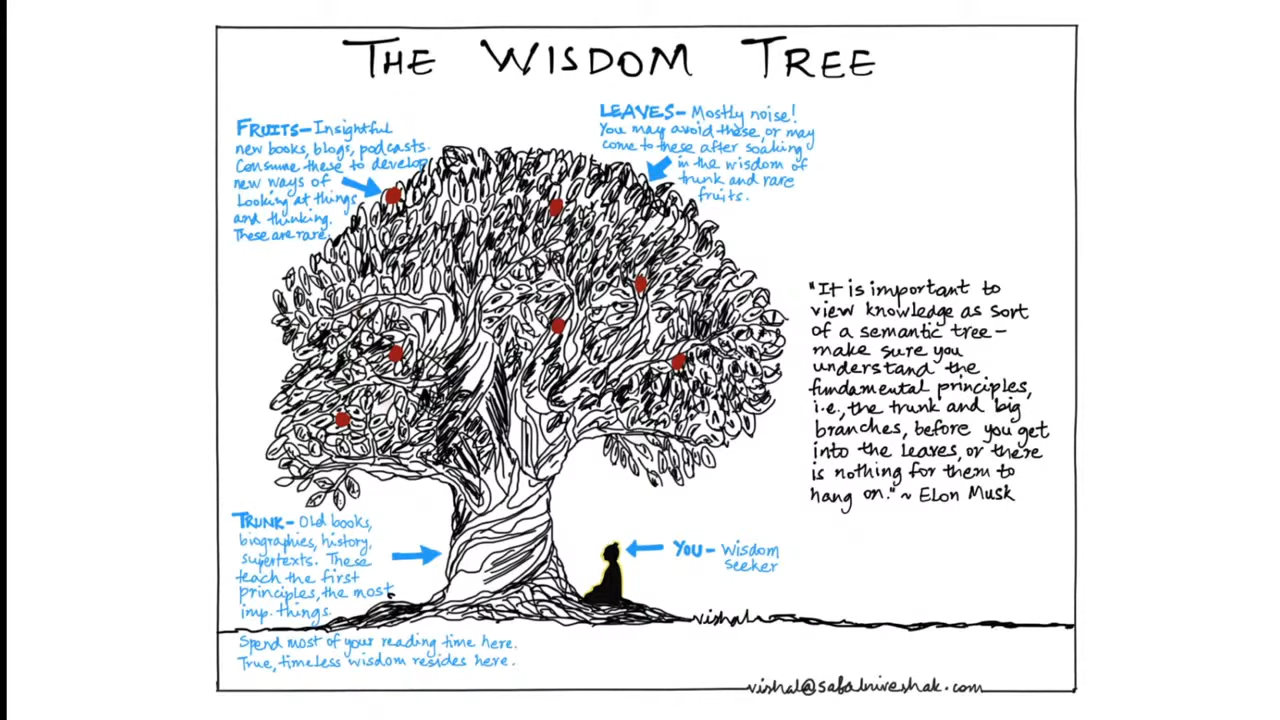 THE WISDOM TREE
FRUITS- Insightful
new books, blogs, podcasts.
Consume these to develop
new ways of
Looking at things
and thinking.
These are rare.
LEAVES- Mostly noise!
You may avoid these, or may
come to these after soaking
in the wisdom of
trunk and rare
fruits.
"It is important to
view knowledge as sort
of a semantic tree-
make sure you
understand the
fundamental principles,
i.e., the trunk and big
branches, before you get
into the leaves, or there
is nothing for them to
hang on." ~ Elon Musk
TRUNK- Old books,
biographies, history,
supertexts. These
teach the first
principles, the most
imp. things.
YOU- Wisdom
Seeker
vishal
Spend most of your reading time here.
True, timeless wisdom resides here.
vishal@safalniveshak.com